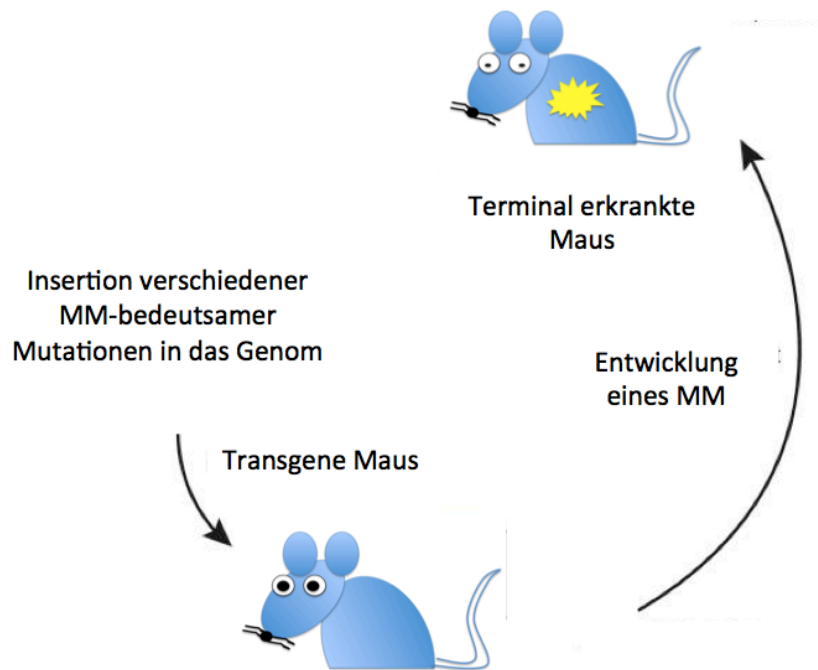 Terminal erkrankte
Maus
Insertion verschiedener
MM-bedeutsamer
Mutationen in das Genom
Entwicklung
eines MM
Transgene Maus